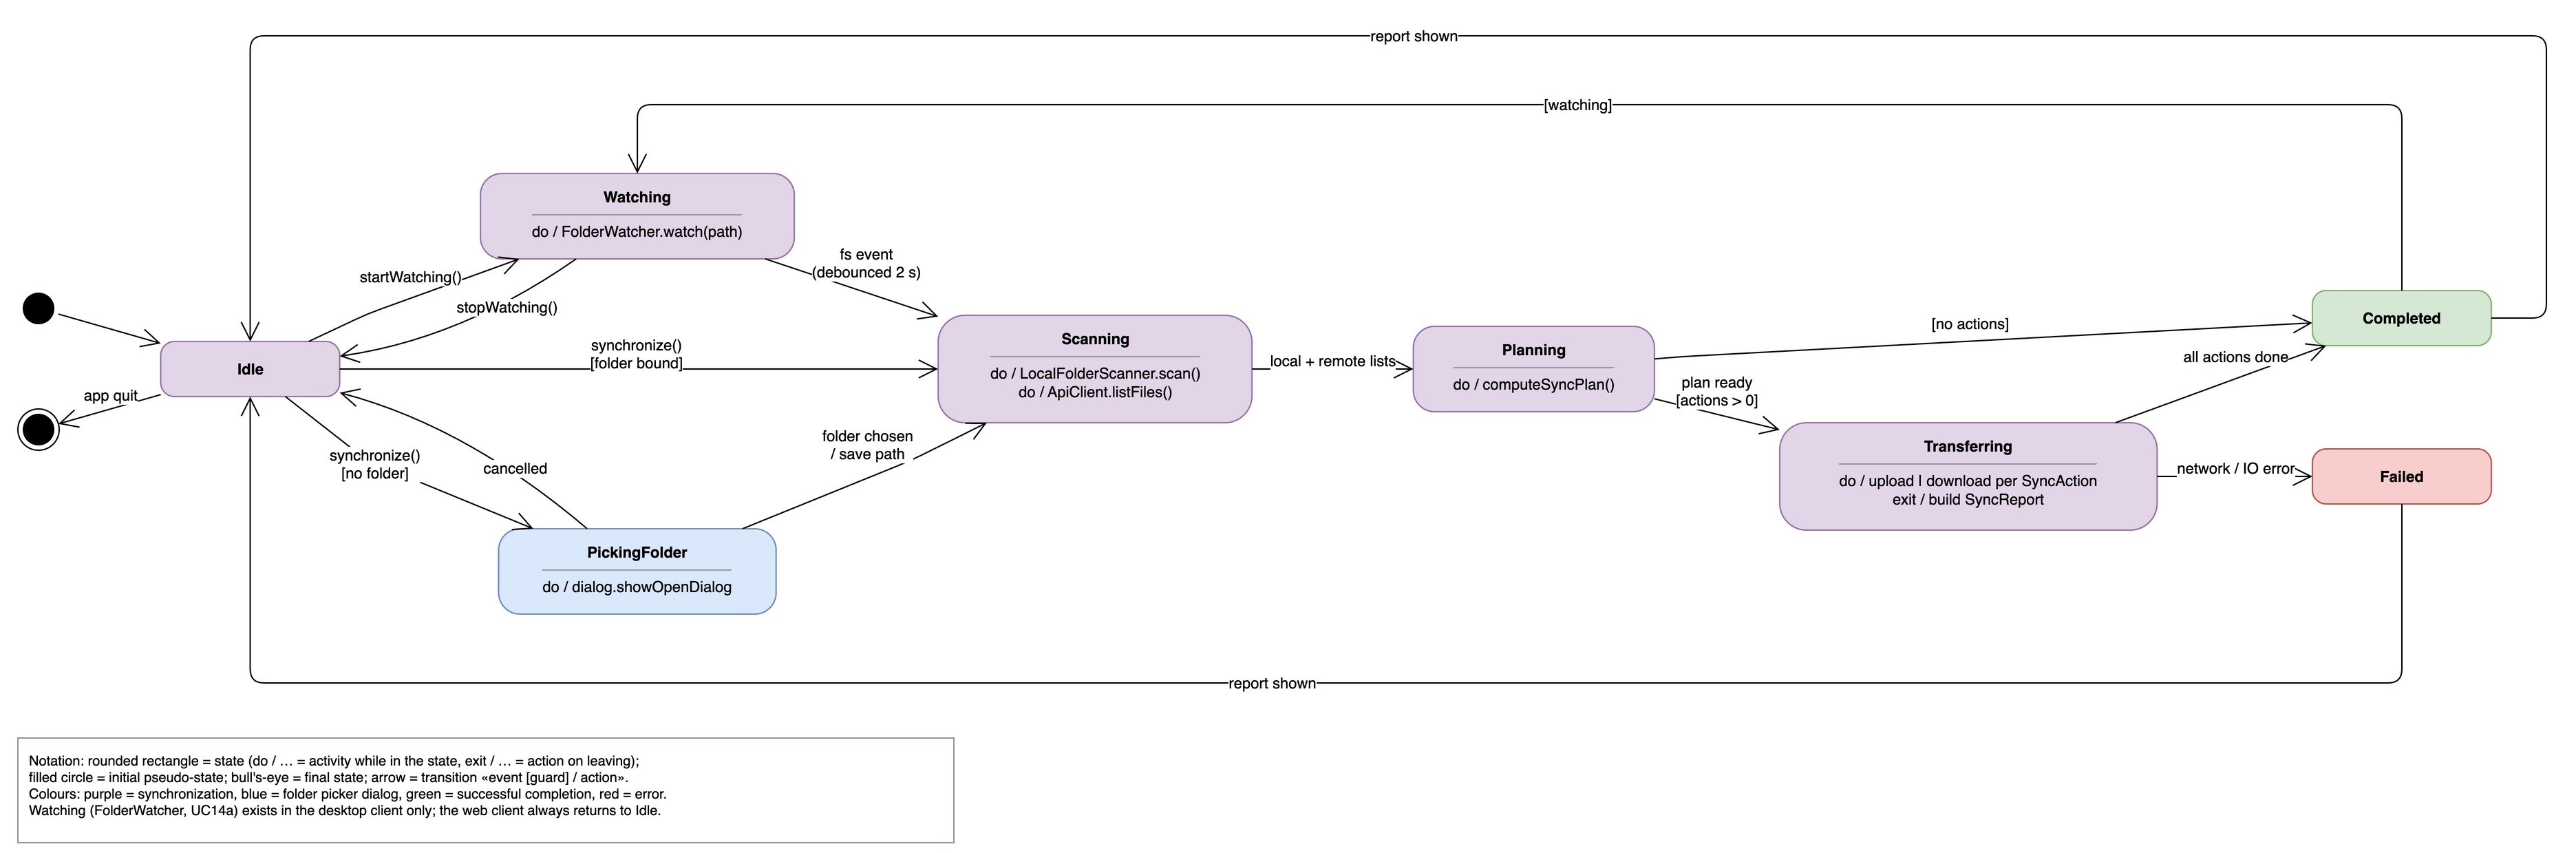 report shown
[watching]
Watching
do / FolderWatcher.watch(path)
fs event
(debounced 2 s)
startWatching()
stopWatching()
Idle
app quit
synchronize()
[folder bound]
synchronize()
[no folder]
cancelled
folder chosen
/ save path
PickingFolder
do / dialog.showOpenDialog
Scanning
do / LocalFolderScanner.scan()
do / ApiClient.listFiles()
local + remote lists
Planning
do / computeSyncPlan()
[no actions]
plan ready
[actions > 0]
Completed
all actions done
Transferring
do / upload | download per SyncAction
exit / build SyncReport
network / IO error
Failed
report shown
Notation: rounded rectangle = state (do / … = activity while in the state, exit / … = action on leaving);
filled circle = initial pseudo-state; bull's-eye = final state; arrow = transition «event [guard] / action».
Colours: purple = synchronization, blue = folder picker dialog, green = successful completion, red = error.
Watching (FolderWatcher, UC14a) exists in the desktop client only; the web client always returns to Idle.